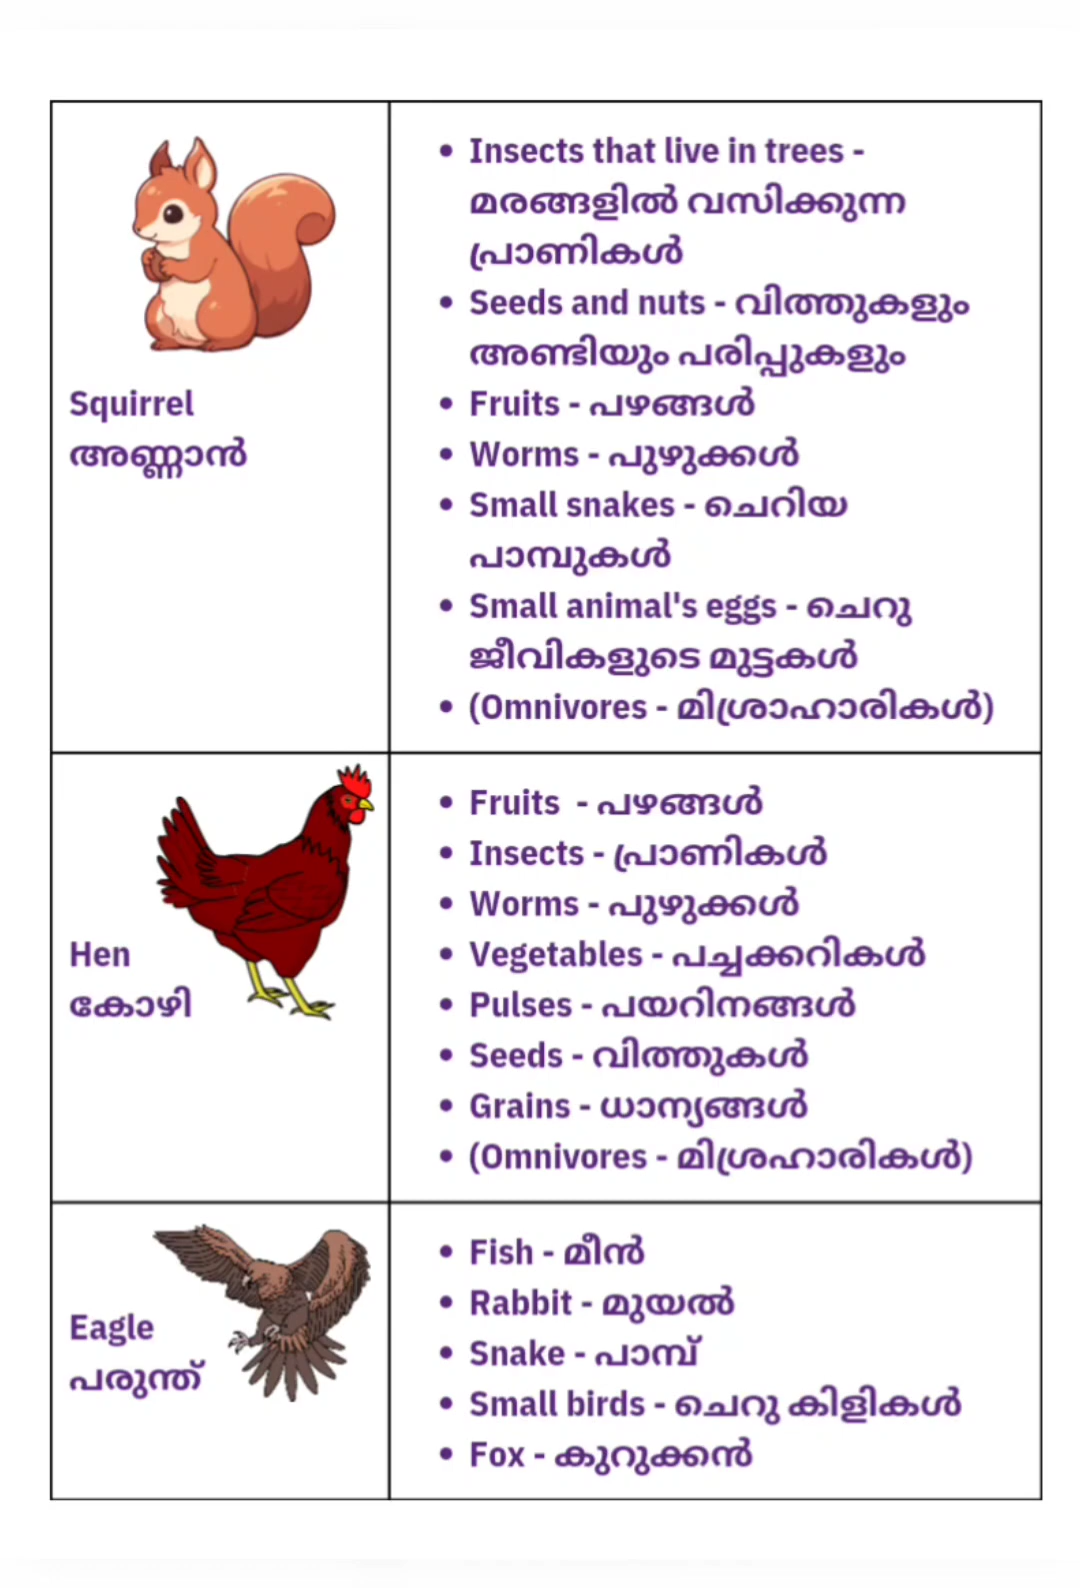 Squirrel
അണ്ണാൻ
Insects that live in trees -
മരങ്ങളിൽ വസിക്കുന്ന
പ്രാണികൾ
Seeds and nuts - വിത്തുകളും
അണ്ടിയും പരിപ്പുകളും
Fruits - പഴങ്ങൾ
Worms - പുഴുക്കൾ
Small snakes - ചെറിയ
പാമ്പുകൾ
Small animal's eggs - ചെറു
ജീവികളുടെ മുട്ടകൾ
(Omnivores - മിശ്രാഹാരികൾ)
Hen
കോഴി
Fruits - പഴങ്ങൾ
Insects - പ്രാണികൾ
Worms - പുഴുക്കൾ
Vegetables - പച്ചക്കറികൾ
Pulses - പയറിനങ്ങൾ
Seeds - വിത്തുകൾ
Grains - ധാന്യങ്ങൾ
(Omnivores - മിശ്രഹാരികൾ)
Eagle
പരുന്ത്
Fish - മീൻ
Rabbit - മുയൽ
Snake - പാമ്പ്
Small birds - ചെറു കിളികൾ
Fox - കുറുക്കൻ